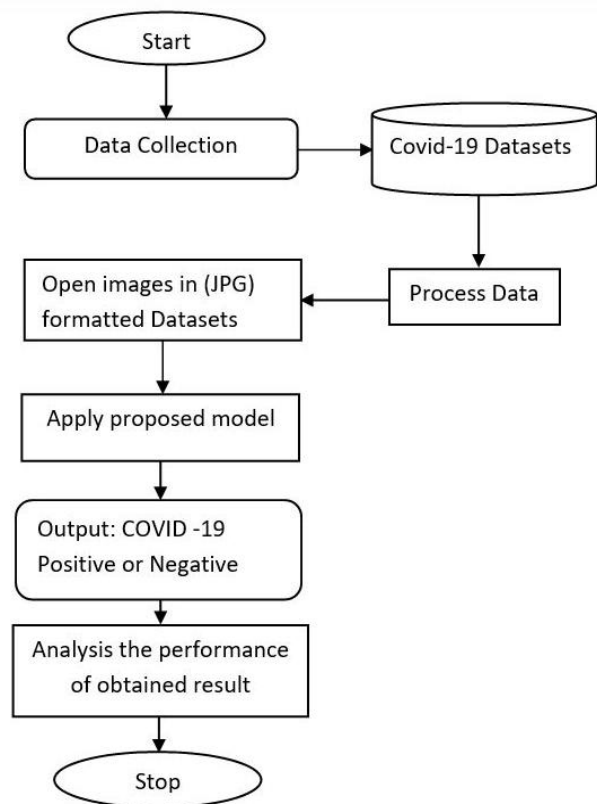 Start
Data Collection
Covid-19 Datasets
Process Data
Open images in (JPG)
formatted Datasets
Apply proposed model
Output: COVID -19
Positive or Negative
Analysis the performance
of obtained result
Stop